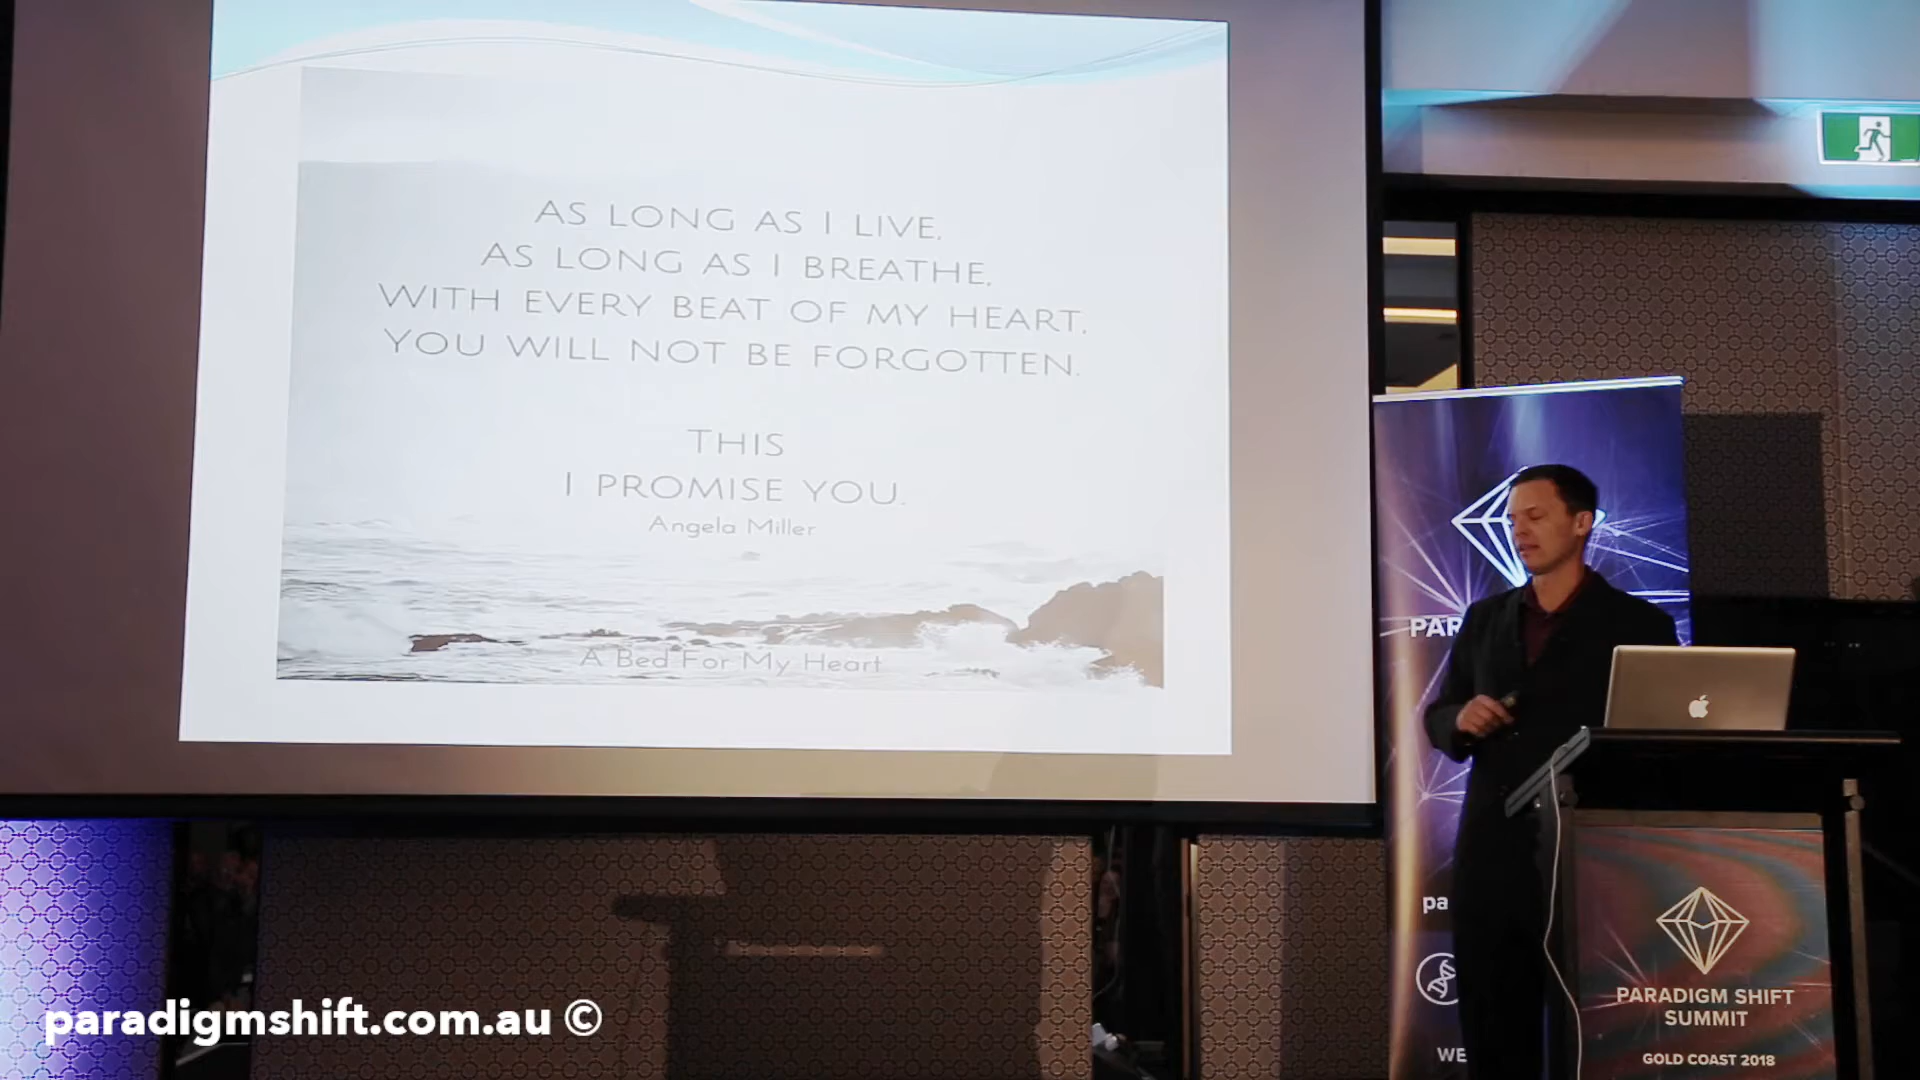 AS LONG AS I LIVE,
AS LONG AS I BREATHE,
WITH EVERY BEAT OF MY HEART,
YOU WILL NOT BE FORGOTTEN.
THIS
I PROMISE YOU.
Angela Miller
A Bed For My Heart
PAR
pa
WE
PARADIGM SHIFT
SUMMIT
GOLD COAST 2018
paradigmshift.com.au ©